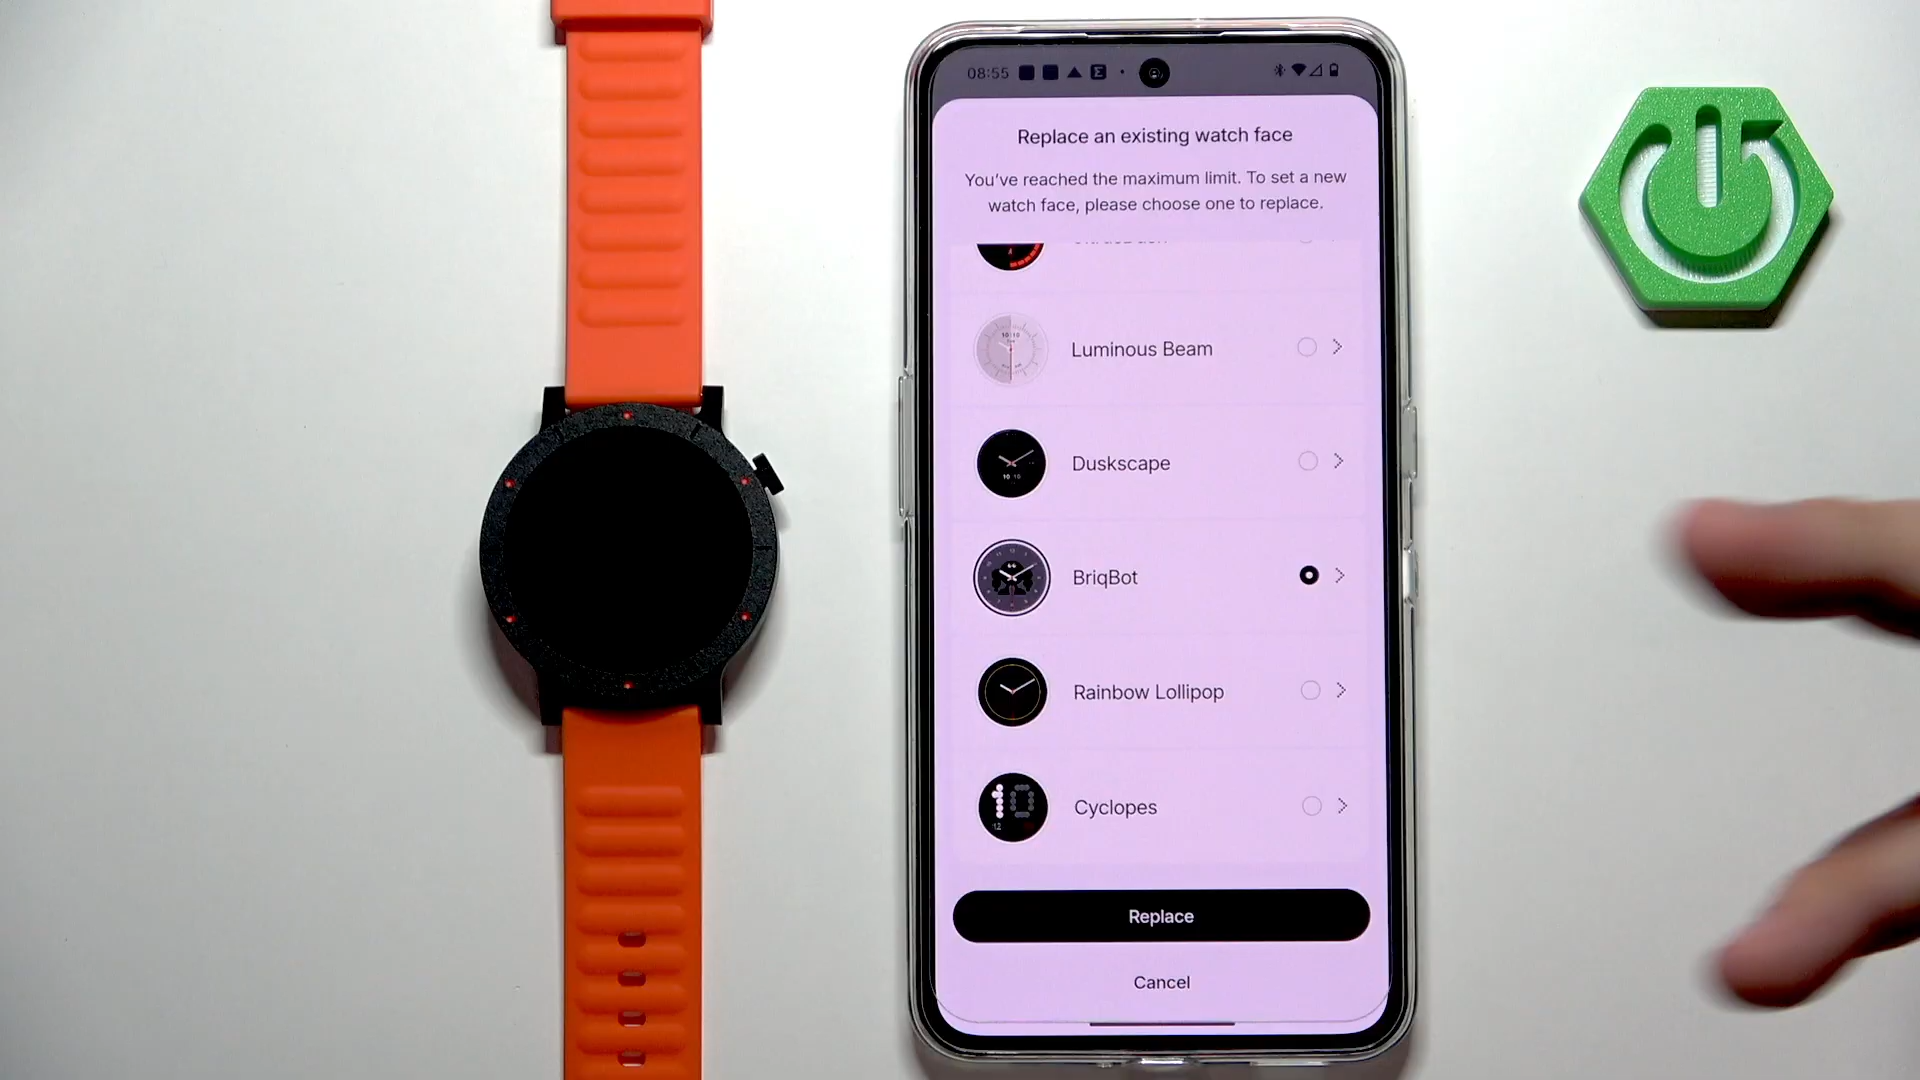 08:55
Replace an existing watch face
You've reached the maximum limit. To set a new
watch face, please choose one to replace.
Luminous Beam
Duskscape
BriqBot
Rainbow Lollipop
Cyclopes
Replace
Cancel